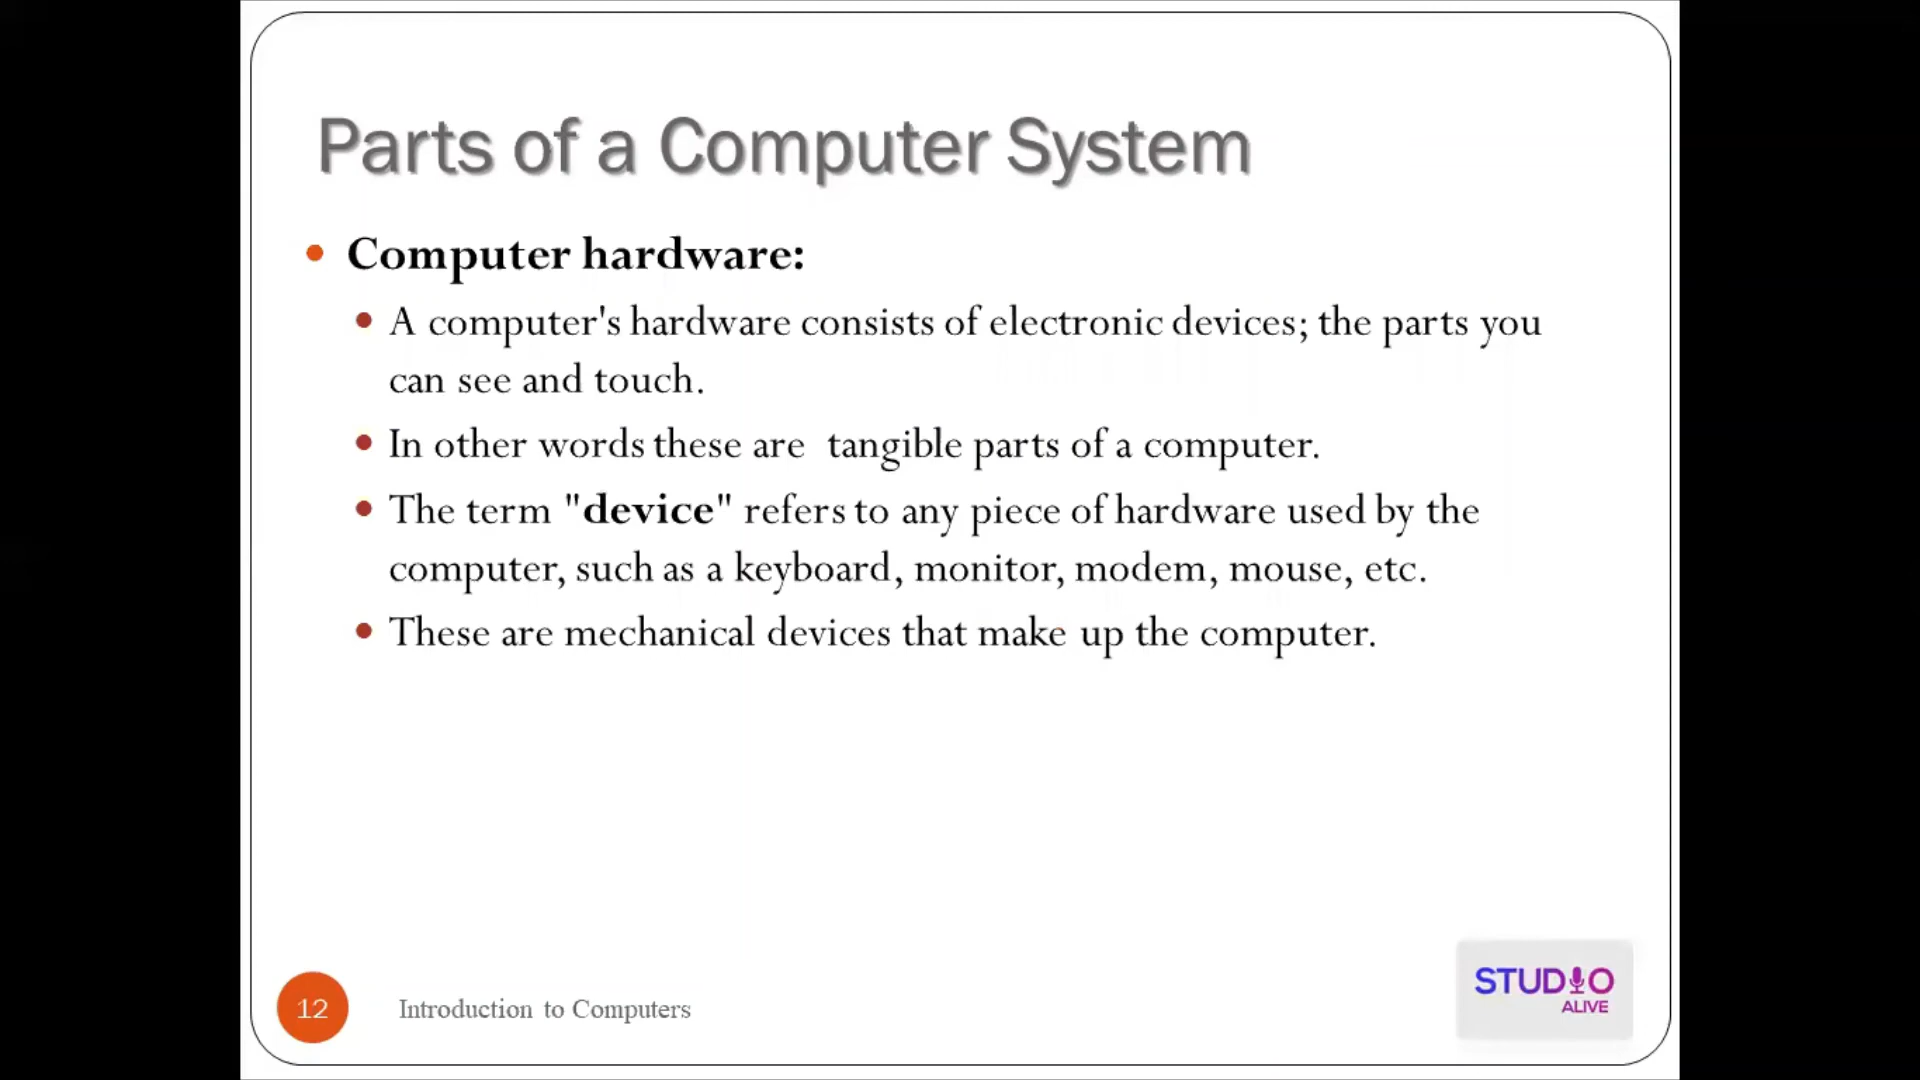 Parts of a Computer System
Computer hardware:
A computer's hardware consists of electronic devices; the parts you
can see and touch.
In other words these are tangible parts of a computer.
The term "device" refers to any piece of hardware used by the
computer, such as a keyboard, monitor, modem, mouse, etc.
These are mechanical devices that make up the computer.
12
Introduction to Computers
STUDIO
ALIVE